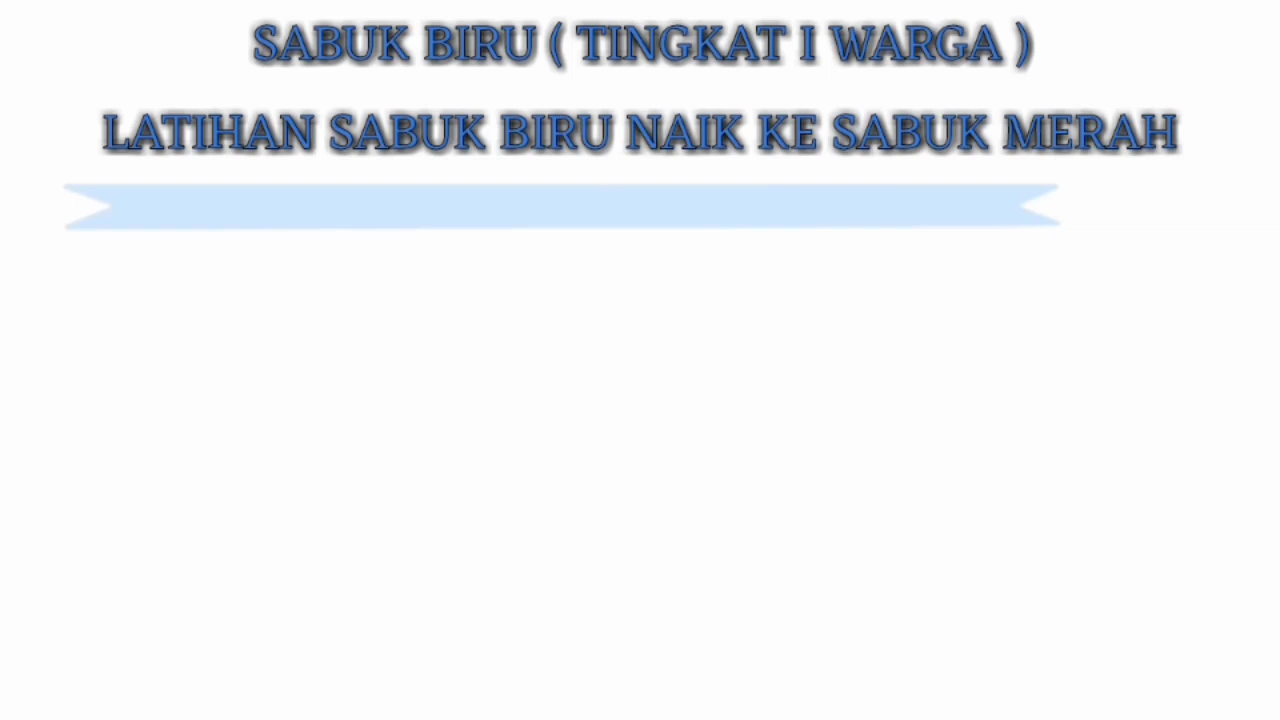 SABUK BIRU ( TINGKAT I WARGA )
LATIHAN SABUK BIRU NAIK KE SABUK MERAH